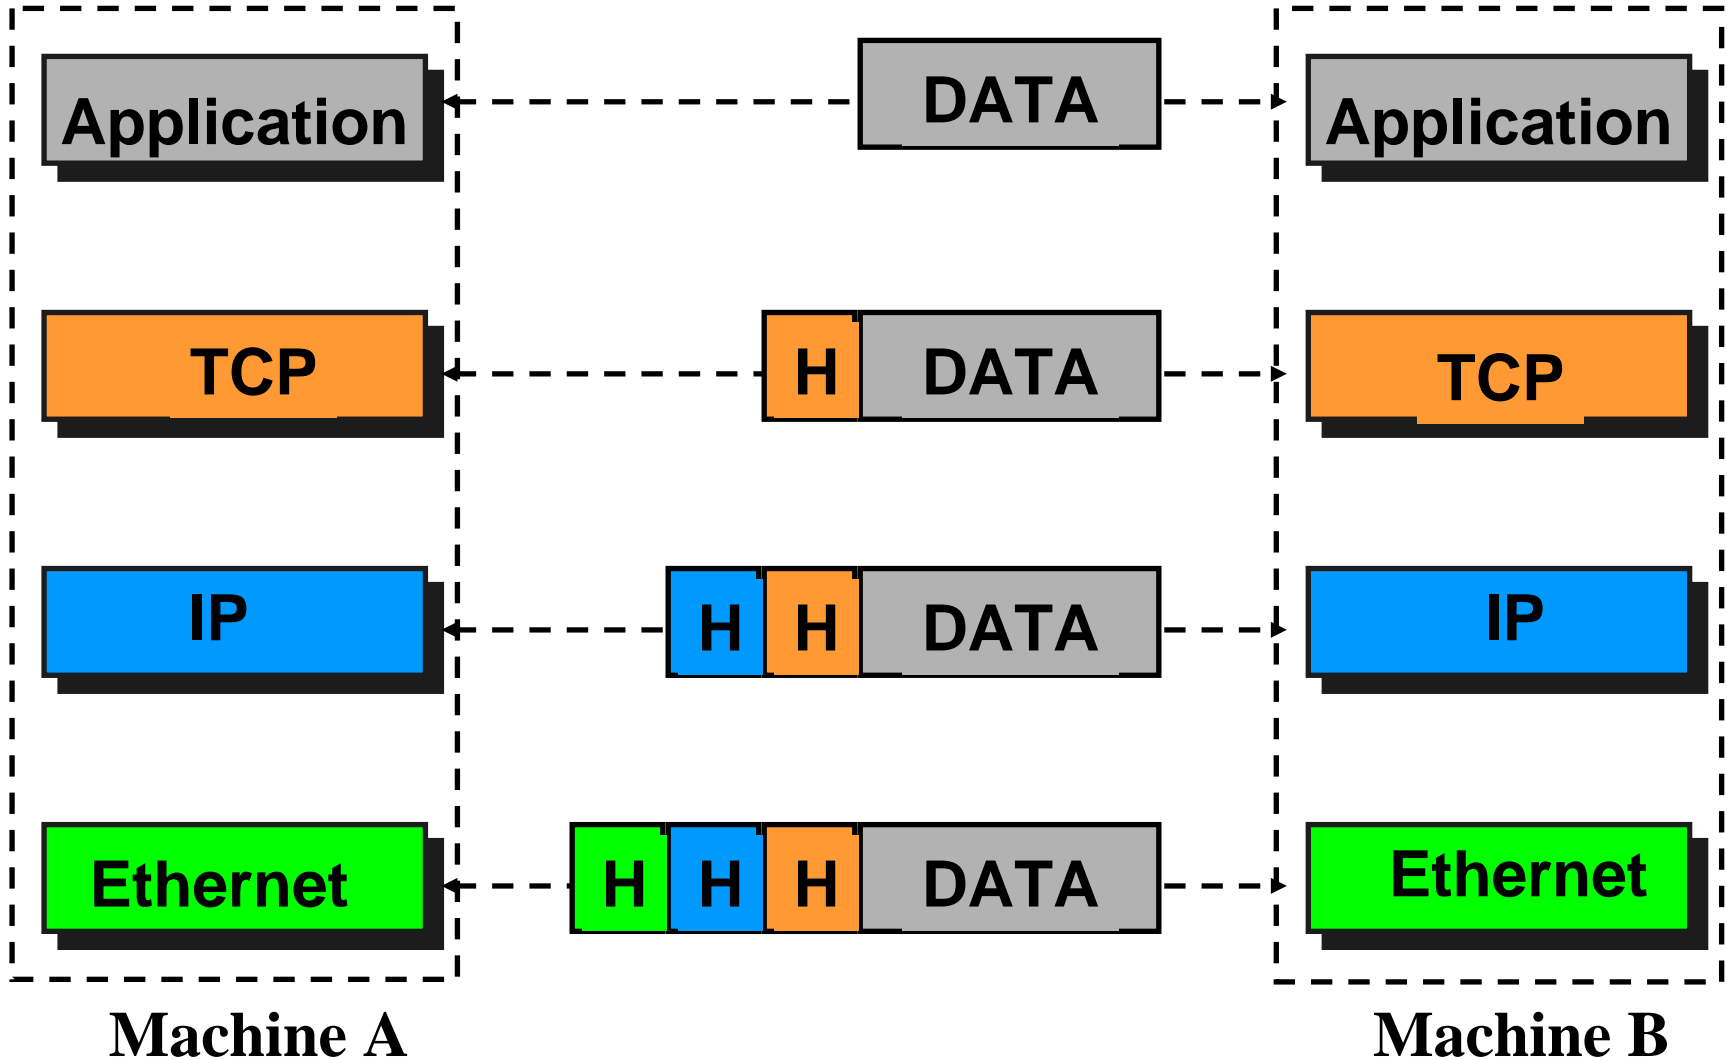 Application DATA Application
TCP H DATA TCP
IP H H DATA IP
Ethernet H H H DATA Ethernet
Machine A Machine B